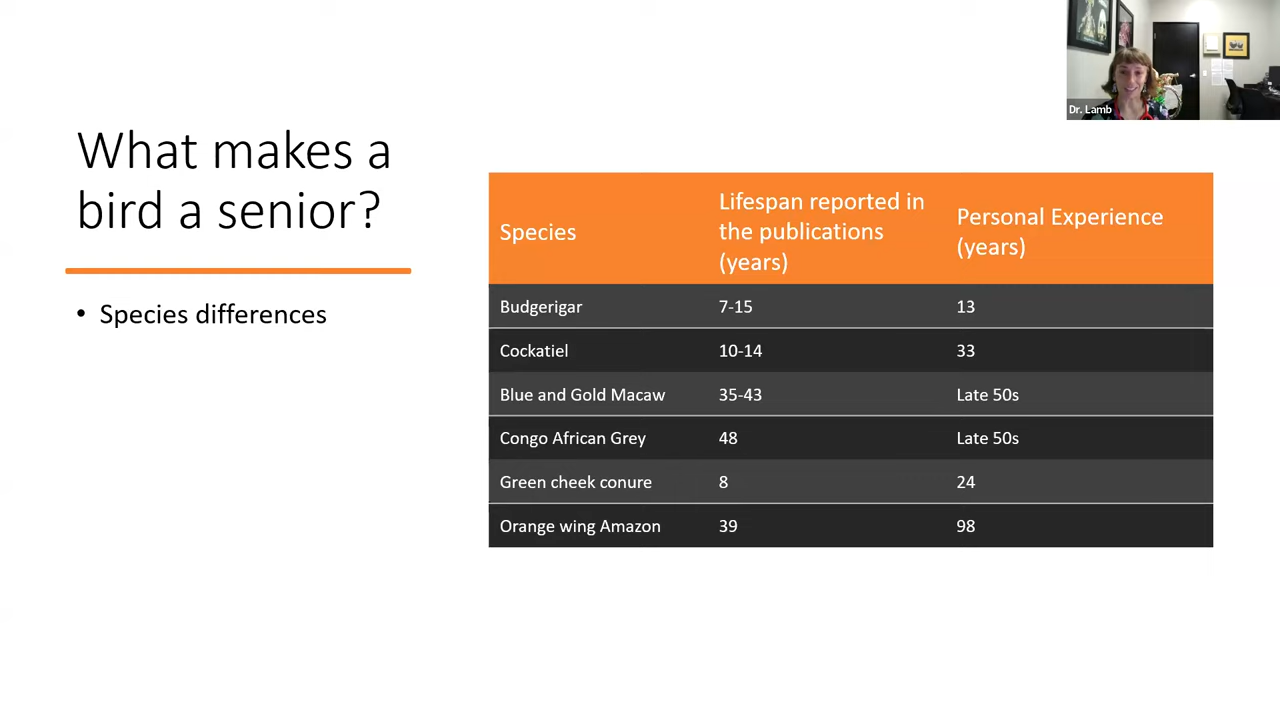 Dr. Lamb
What makes a
bird a senior?
• Species differences
Species
Lifespan reported in
the publications
(years)
Personal Experience
(years)
Budgerigar 7-15 13
Cockatiel 10-14 33
Blue and Gold Macaw 35-43 Late 50s
Congo African Grey 48 Late 50s
Green cheek conure 8 24
Orange wing Amazon 39 98